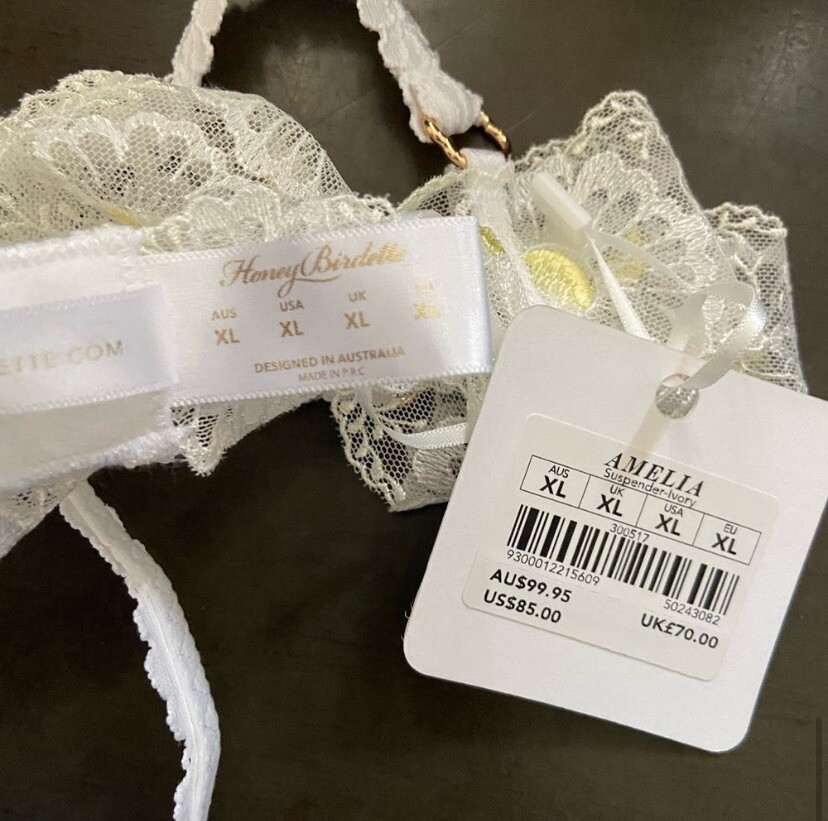 Honey Birdette
AUS USA UK
XL XL XL XL
DESIGNED IN AUSTRALIA
MADE IN P.R.C
ETTE.COM
AMELIA
Suspender-Ivory
AUS UK USA EU
XL XL XL XL
300517
9300012215609
50243082
AU$99.95
US$85.00
UK£70.00